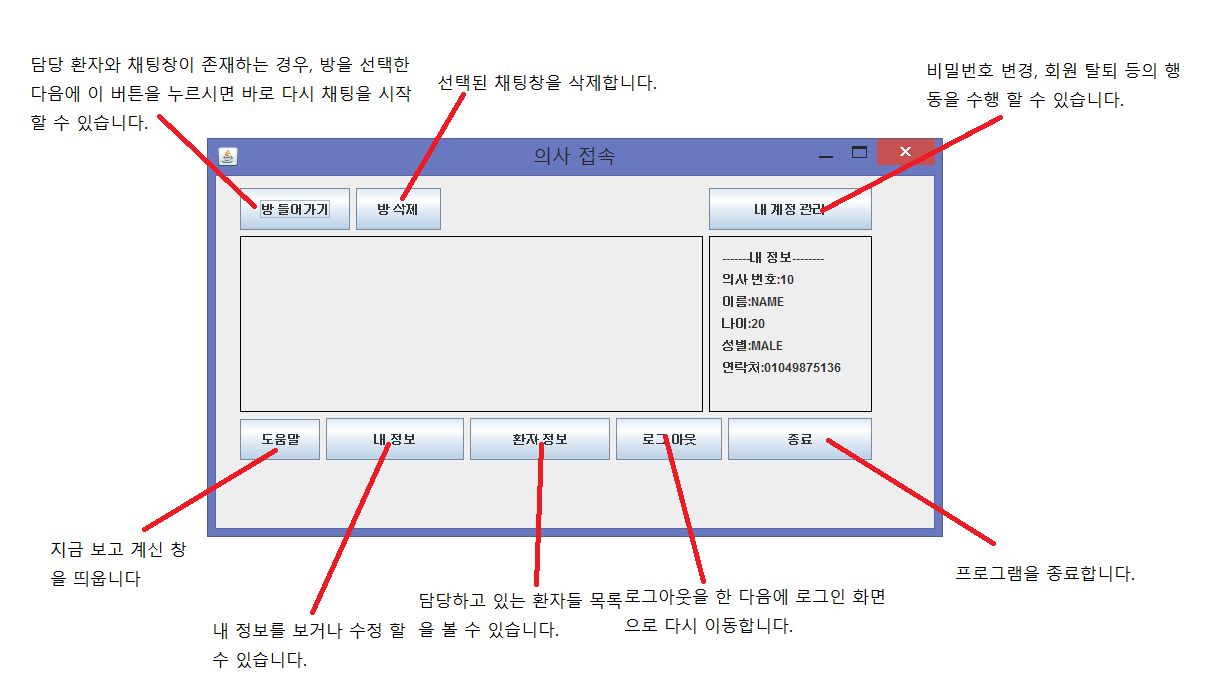 담당 환자와 채팅창이 존재하는 경우, 방을 선택한
다음에 이 버튼을 누르시면 바로 다시 채팅을 시작
할 수 있습니다.
선택된 채팅창을 삭제합니다.
비밀번호 변경, 회원 탈퇴 등의 행
동을 수행 할 수 있습니다.
의사 접속
방 들어가기
방 삭제
내 계정 관리
-------내 정보--------
의사 번호:10
이름:NAME
나이:20
성별:MALE
연락처:01049875136
도움말
내 정보
환자 정보
로그아웃
종료
지금 보고 계신 창
을 띄웁니다
내 정보를 보거나 수정 할
수 있습니다.
담당하고 있는 환자들 목록
을 볼 수 있습니다.
로그아웃을 한 다음에 로그인 화면
으로 다시 이동합니다.
프로그램을 종료합니다.